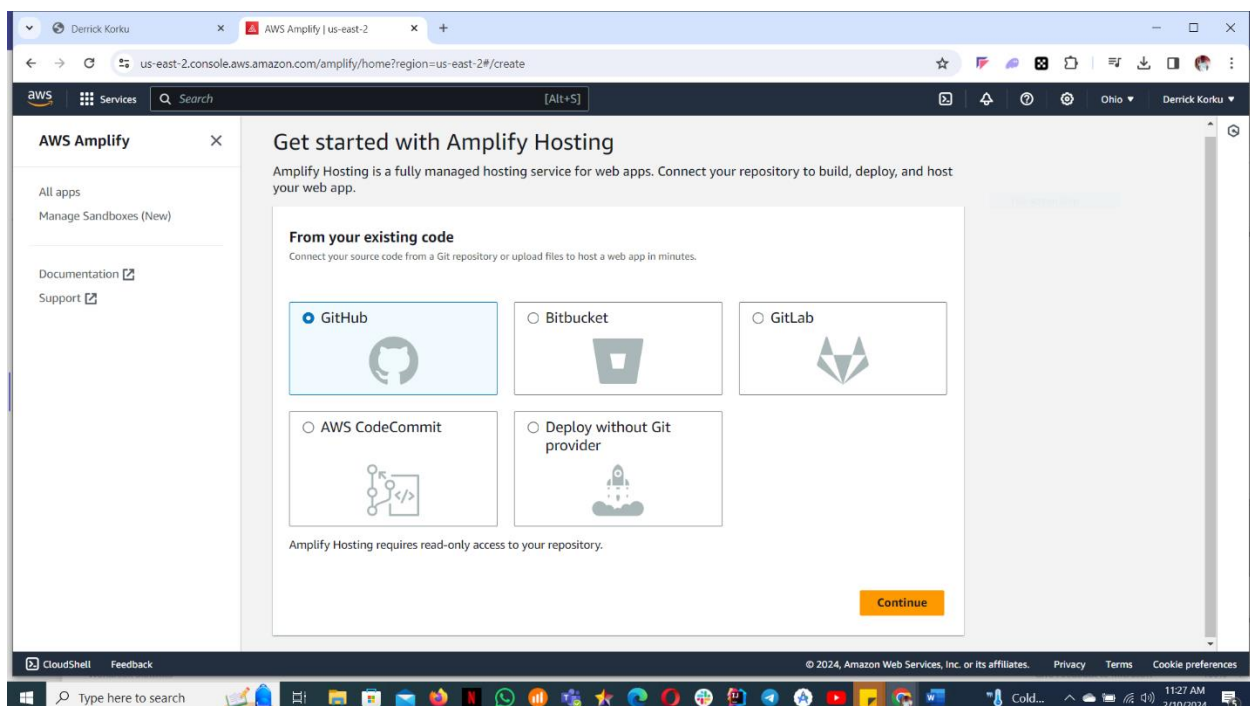 Derrick Korku
AWS Amplify | us-east-2
us-east-2.console.aws.amazon.com/amplify/home?region=us-east-2#/create
aws
Services
Search
[Alt+S]
Ohio
Derrick Korku
AWS Amplify
All apps
Manage Sandboxes (New)
Documentation
Support
Get started with Amplify Hosting
Amplify Hosting is a fully managed hosting service for web apps. Connect your repository to build, deploy, and host
your web app.
From your existing code
Connect your source code from a Git repository or upload files to host a web app in minutes.
GitHub
Bitbucket
GitLab
AWS CodeCommit
Deploy without Git
provider
Amplify Hosting requires read-only access to your repository.
Continue
CloudShell
Feedback
© 2024, Amazon Web Services, Inc. or its affiliates.
Privacy
Terms
Cookie preferences
Type here to search
Cold...
11:27 AM
3/10/2024